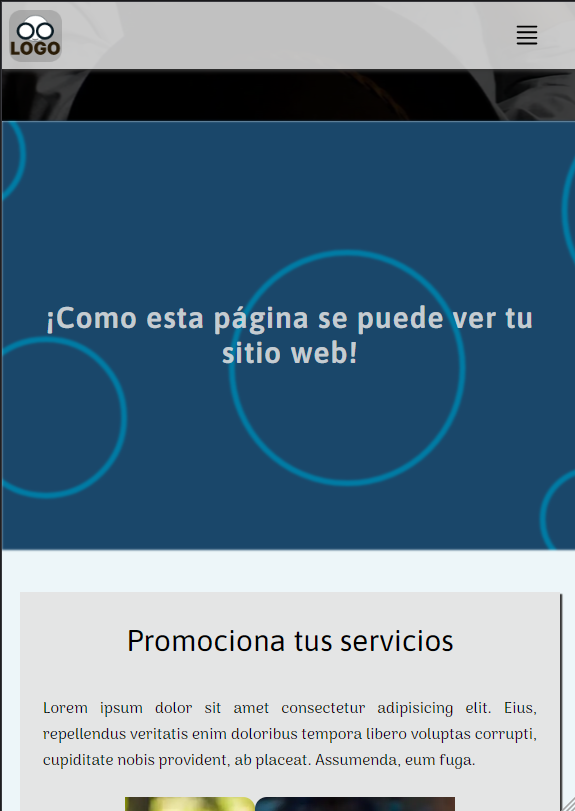 LOGO
¡Como esta página se puede ver tu
sitio web!
Promociona tus servicios
Lorem ipsum dolor sit amet consectetur adipisicing elit. Eius,
repellendus veritatis enim doloribus tempora libero voluptas corrupti,
cupiditate nobis provident, ab placeat. Assumenda, eum fuga.